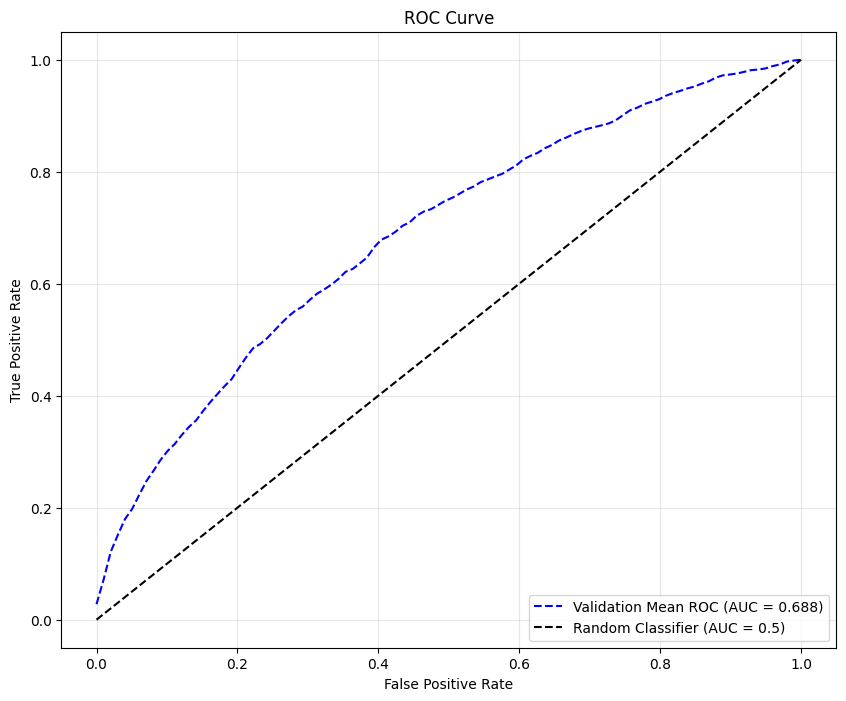 ROC Curve
True Positive Rate
1.0
0.8
0.6
0.4
0.2
0.0
Validation Mean ROC (AUC = 0.688)
Random Classifier (AUC = 0.5)
0.0 0.2 0.4 0.6 0.8 1.0
False Positive Rate